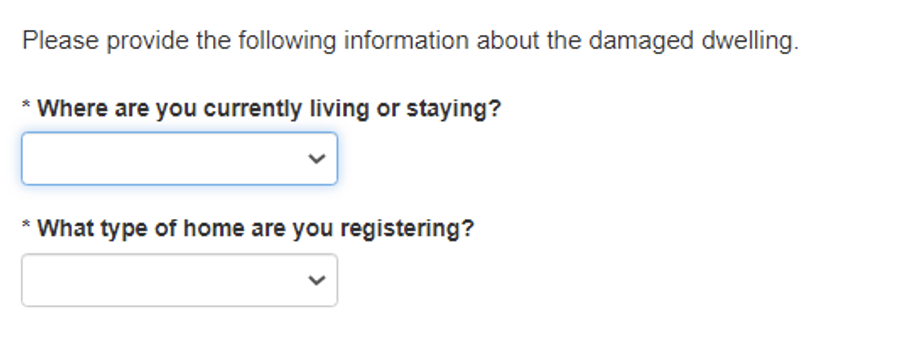 Please provide the following information about the damaged dwelling.
* Where are you currently living or staying?
* What type of home are you registering?